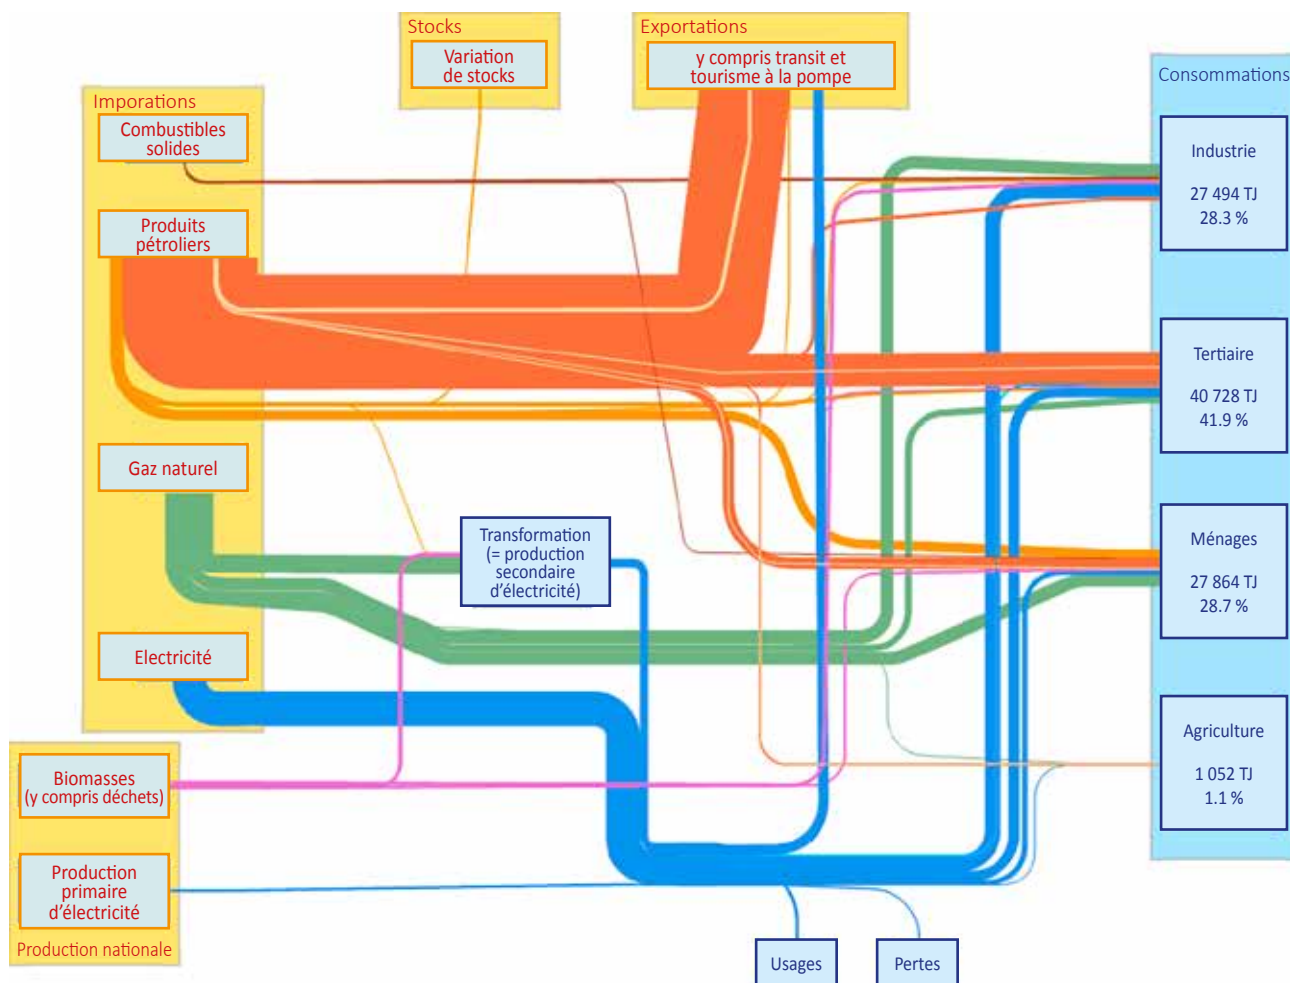 Stocks
Variation
de stocks
Exportations
y compris transit et
tourisme à la pompe
Consommations
Imporations
Combustibles
solides
Produits
pétroliers
Gaz naturel
Electricité
Transformation
(= production
secondaire
d'électricité)
Industrie
27 494 TJ
28.3 %
Tertiaire
40 728 TJ
41.9 %
Ménages
27 864 TJ
28.7 %
Agriculture
1 052 TJ
1.1 %
Biomasses
(y compris déchets)
Production
primaire
d'électricité
Production nationale
Usages
Pertes